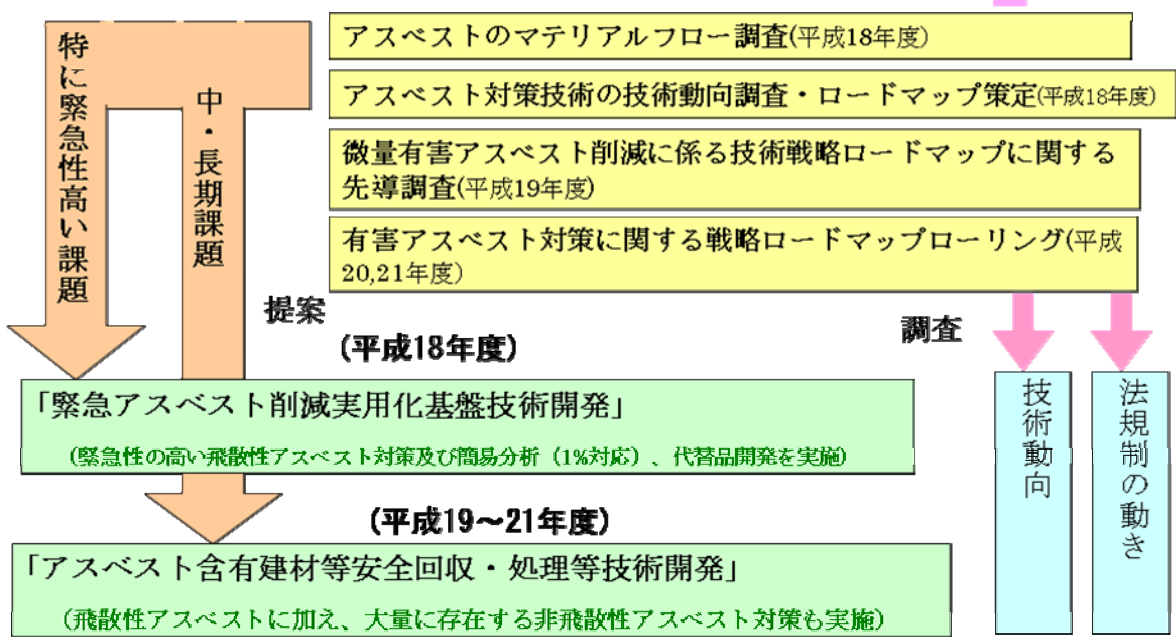 特に緊急性高い課題
中・長期課題
アスベストのマテリアルフロー調査(平成18年度)
アスベスト対策技術の技術動向調査・ロードマップ策定(平成18年度)
微量有害アスベスト削減に係る技術戦略ロードマップに関する
先導調査(平成19年度)
有害アスベスト対策に関する戦略ロードマップローリング(平成
20,21年度)
提案
調査
(平成18年度)
「緊急アスベスト削減実用化基盤技術開発」
(緊急性の高い飛散性アスベスト対策及び簡易分析(1%対応)、代替品開発を実施)
技術動向
法規制の動き
(平成19~21年度)
「アスベスト含有建材等安全回収・処理等技術開発」
(飛散性アスベストに加え、大量に存在する非飛散性アスベスト対策も実施)